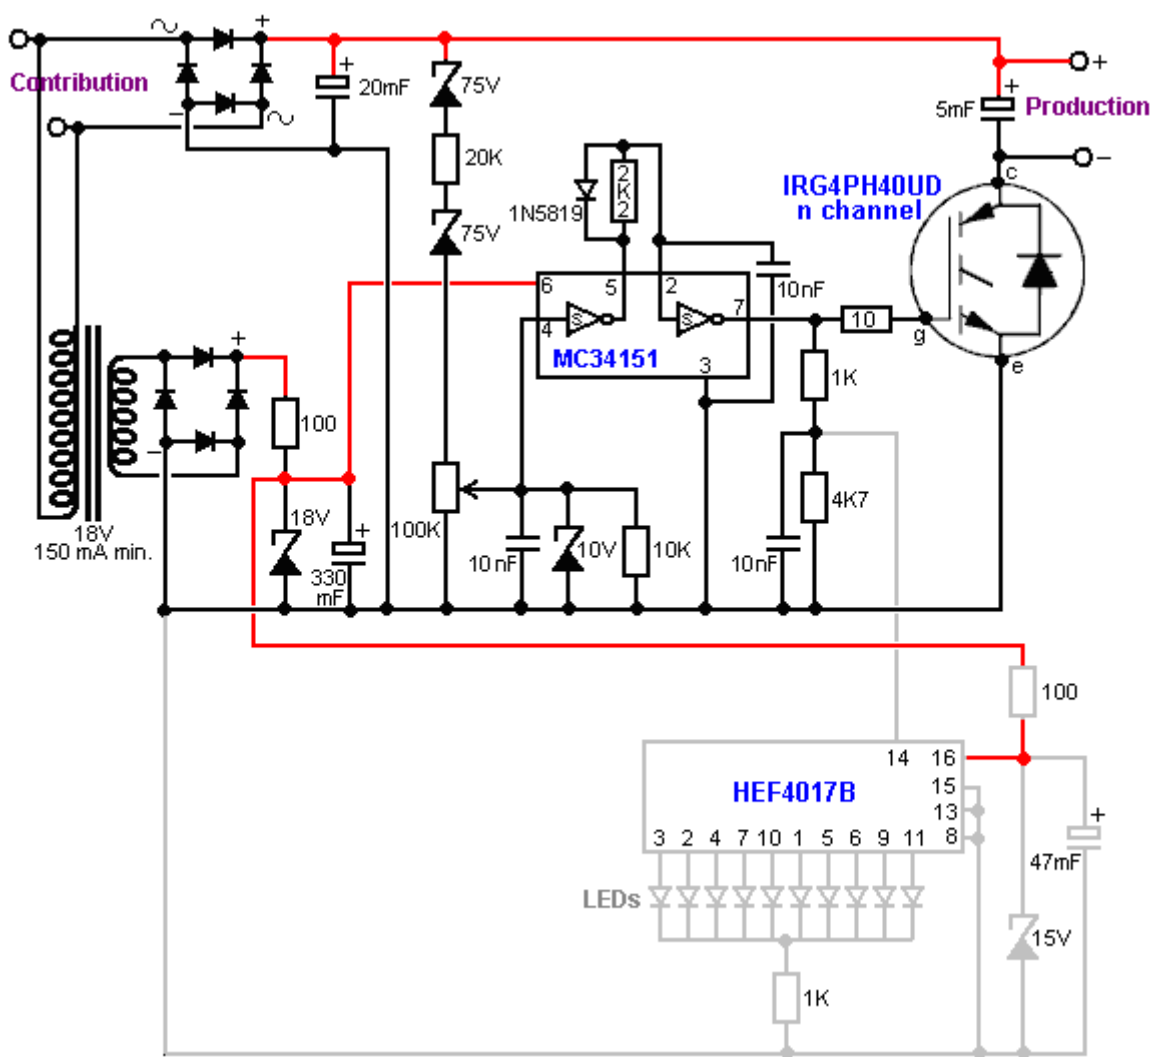 ∼ +
+
Contribution
20mF
− ∼
75V
20K
75V
+
5mF
Production
+
−
c
IRG4PH40UD
n channel
g
e
2K2
1N5819
6 5 2 7
4 S S
MC34151
3
10nF
10
1K
4K7
10nF
+
−
100
18V
150 mA min.
18V
+
330
mF
100K
10nF
10V
10K
100
14 16
15
13
8
HEF4017B
3 2 4 7 10 1 5 6 9 11
LEDs
1K
+
47mF
15V